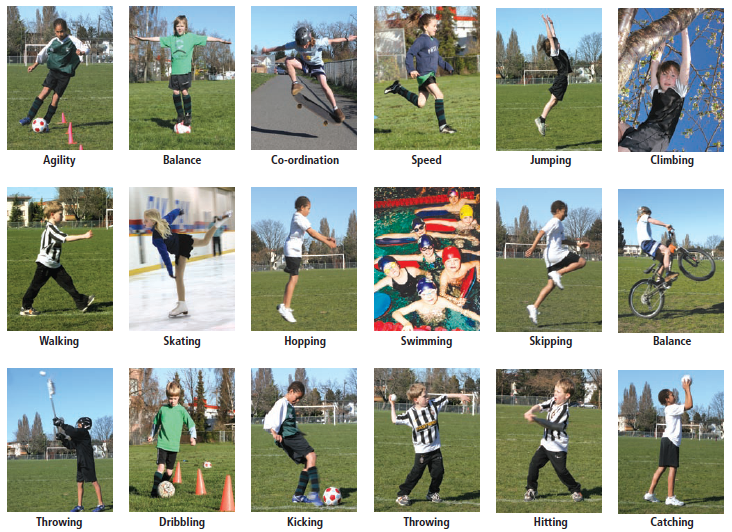 Agility Balance Co-ordination Speed Jumping Climbing
Walking Skating Hopping Swimming Skipping Balance
Throwing Dribbling Kicking Throwing Hitting Catching